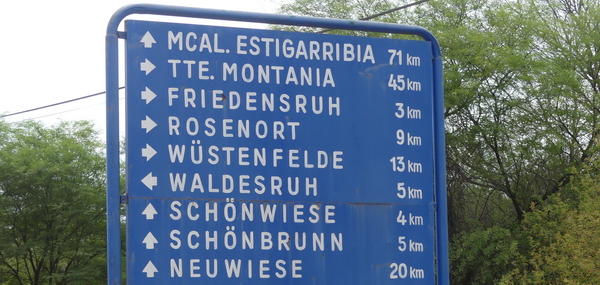 ↑ MCAL. ESTIGARRIBIA 71 km
→ TTE. MONTANIA 45 km
→ FRIEDENSRUH 3 km
→ ROSENORT 9 km
→ WÜSTENFELDE 13 km
← WALDESRUH 5 km
↑ SCHÖNWIESE 4 km
↑ SCHÖNBRUNN 5 km
↑ NEUWIESE 20 km